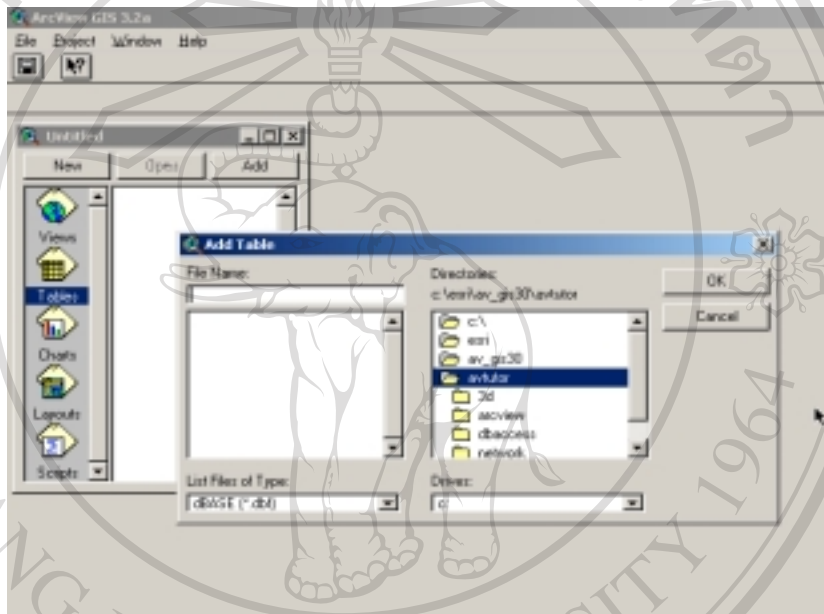 ArcView GIS 3.2a
File Project Window Help
Untitled
New Open Add
Views
Tables
Charts
Layouts
Scripts
Add Table
File Name:
Directories:
c:\esri\av_gis30\avtutor
OK
Cancel
c:\
esri
av_gis30
avtutor
3d
arcview
dbaccess
network
List Files of Type:
Drives:
dBASE (*.dbf)
c:
1964